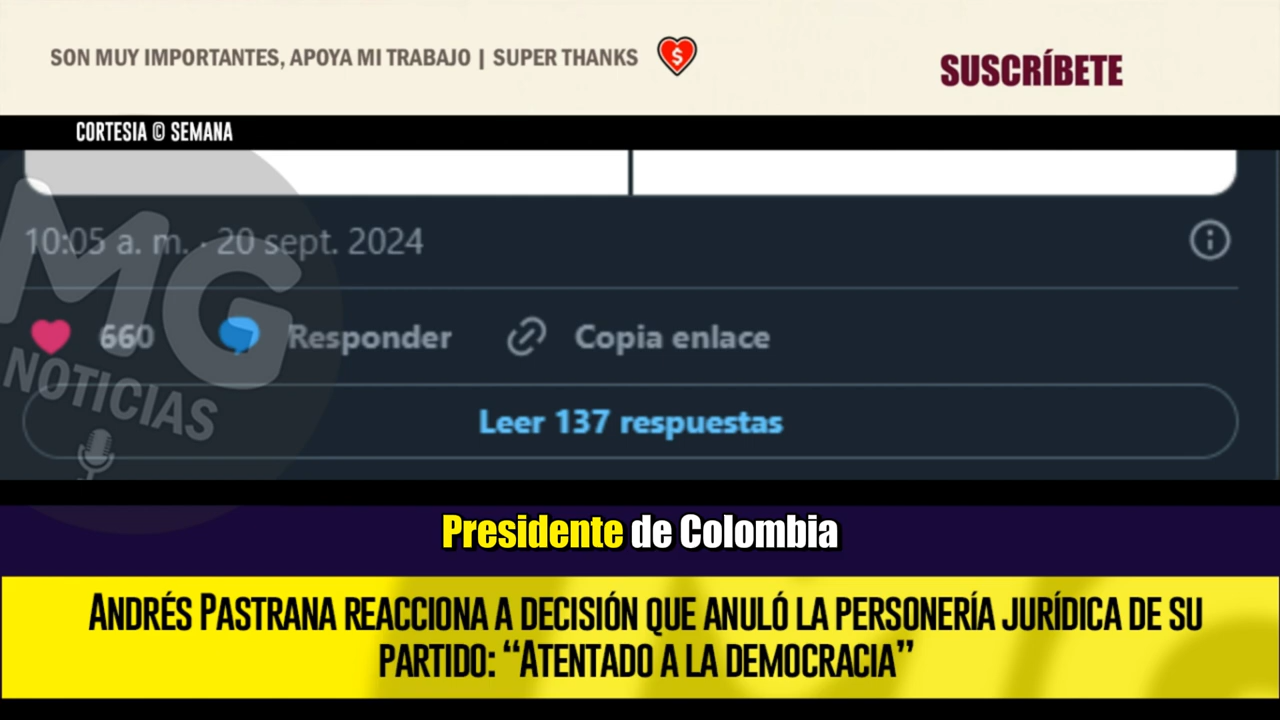 SON MUY IMPORTANTES, APOYA MI TRABAJO | SUPER THANKS
SUSCRÍBETE
CORTESIA © SEMANA
10:05 a. m. · 20 sept. 2024
660 Responder Copia enlace
MG
NOTICIAS
Leer 137 respuestas
Presidente de Colombia
ANDRÉS PASTRANA REACCIONA A DECISIÓN QUE ANULÓ LA PERSONERÍA JURÍDICA DE SU
PARTIDO: “ATENTADO A LA DEMOCRACIA”